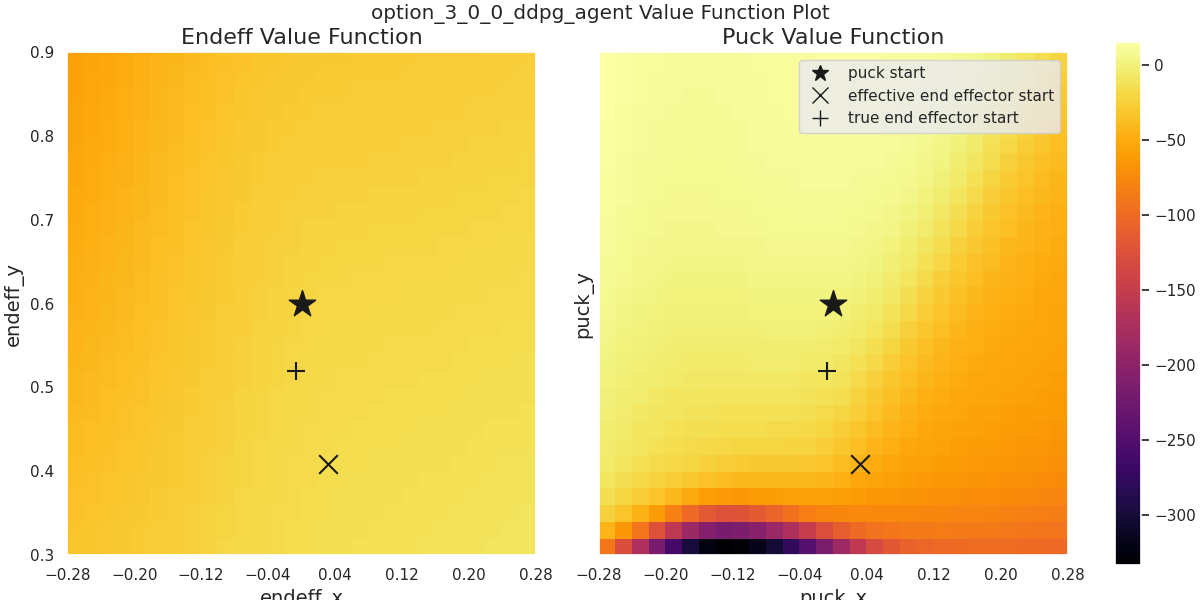 option_3_0_0_ddpg_agent Value Function Plot
Endeff Value Function
Puck Value Function
puck start
effective end effector start
true end effector start
0.9
0.8
0.7
0.6
0.5
0.4
0.3
endeff_y
−0.28 −0.20 −0.12 −0.04 0.04 0.12 0.20 0.28
endeff_x
puck_y
−0.28 −0.20 −0.12 −0.04 0.04 0.12 0.20 0.28
puck_x
0
−50
−100
−150
−200
−250
−300